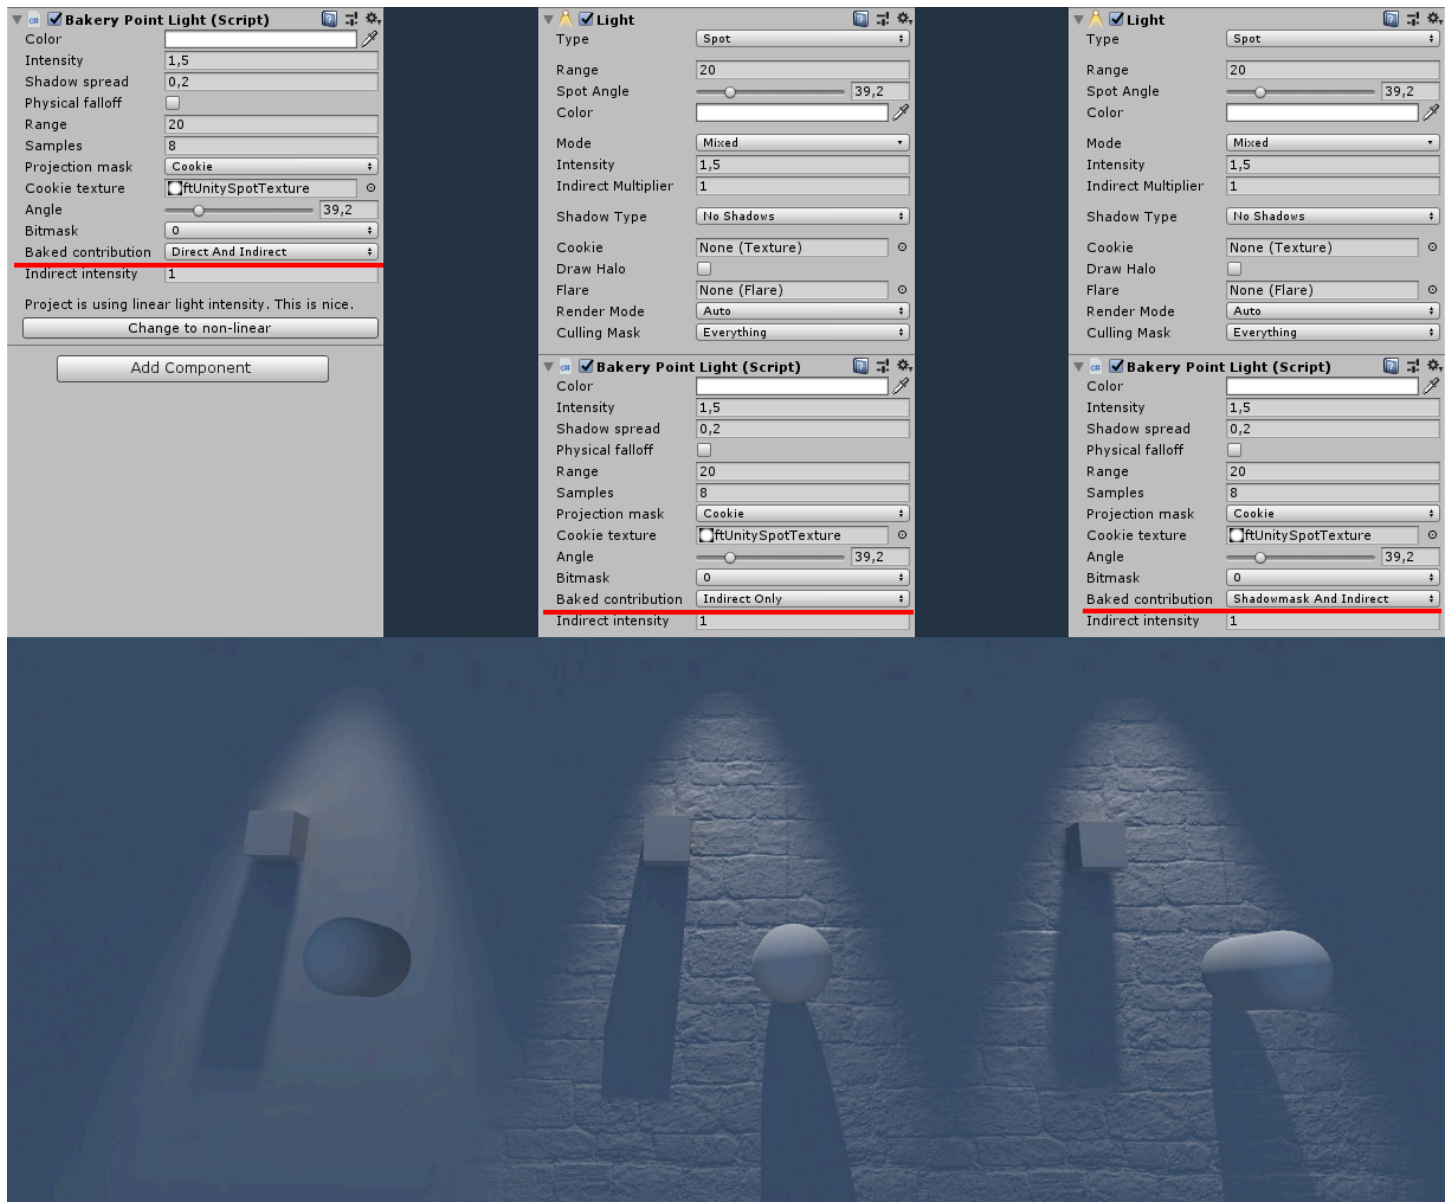 Bakery Point Light (Script)
Color
Intensity 1,5
Shadow spread 0,2
Physical falloff
Range 20
Samples 8
Projection mask Cookie
Cookie texture ftUnitySpotTexture
Angle 39,2
Bitmask 0
Baked contribution Direct And Indirect
Indirect intensity 1
Project is using linear light intensity. This is nice.
Change to non-linear
Add Component
Light
Type Spot
Range 20
Spot Angle 39,2
Color
Mode Mixed
Intensity 1,5
Indirect Multiplier 1
Shadow Type No Shadows
Cookie None (Texture)
Draw Halo
Flare None (Flare)
Render Mode Auto
Culling Mask Everything
c# Bakery Point Light (Script)
Color
Intensity 1,5
Shadow spread 0,2
Physical falloff
Range 20
Samples 8
Projection mask Cookie
Cookie texture ftUnitySpotTexture
Angle 39,2
Bitmask 0
Baked contribution Indirect Only
Indirect intensity 1
Light
Type Spot
Range 20
Spot Angle 39,2
Color
Mode Mixed
Intensity 1,5
Indirect Multiplier 1
Shadow Type No Shadows
Cookie None (Texture)
Draw Halo
Flare None (Flare)
Render Mode Auto
Culling Mask Everything
c# Bakery Point Light (Script)
Color
Intensity 1,5
Shadow spread 0,2
Physical falloff
Range 20
Samples 8
Projection mask Cookie
Cookie texture ftUnitySpotTexture
Angle 39,2
Bitmask 0
Baked contribution Shadowmask And Indirect
Indirect intensity 1